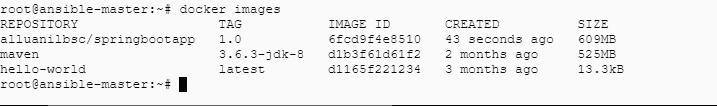 root@ansible-master:~# docker images
REPOSITORY TAG IMAGE ID CREATED SIZE
alluanilbsc/springbootapp 1.0 6fcd9f4e8510 43 seconds ago 609MB
maven 3.6.3-jdk-8 d1b3f61d61f2 2 months ago 525MB
hello-world latest d1165f221234 3 months ago 13.3kB
root@ansible-master:~#